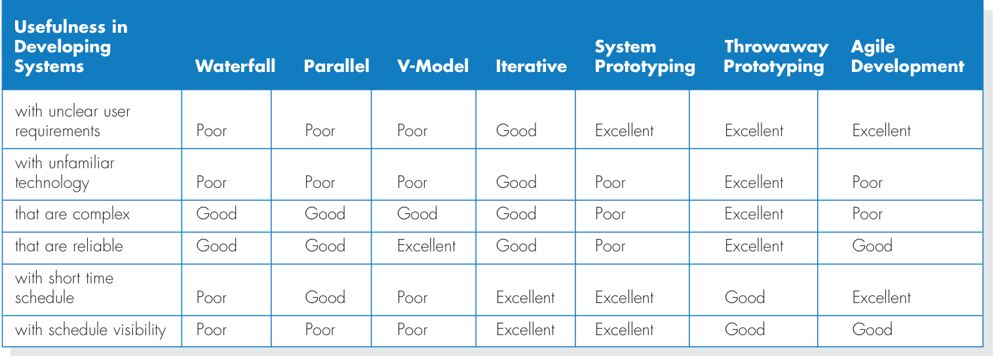 Usefulness in
Developing
Systems
Waterfall
Parallel
V-Model
Iterative
System
Prototyping
Throwaway
Prototyping
Agile
Development
with unclear user
requirements
Poor
Poor
Poor
Good
Excellent
Excellent
Excellent
with unfamiliar
technology
Poor
Poor
Poor
Good
Poor
Excellent
Poor
that are complex
Good
Good
Good
Good
Poor
Excellent
Poor
that are reliable
Good
Good
Excellent
Good
Poor
Excellent
Good
with short time
schedule
Poor
Good
Poor
Excellent
Excellent
Good
Excellent
with schedule visibility
Poor
Poor
Poor
Excellent
Excellent
Good
Good